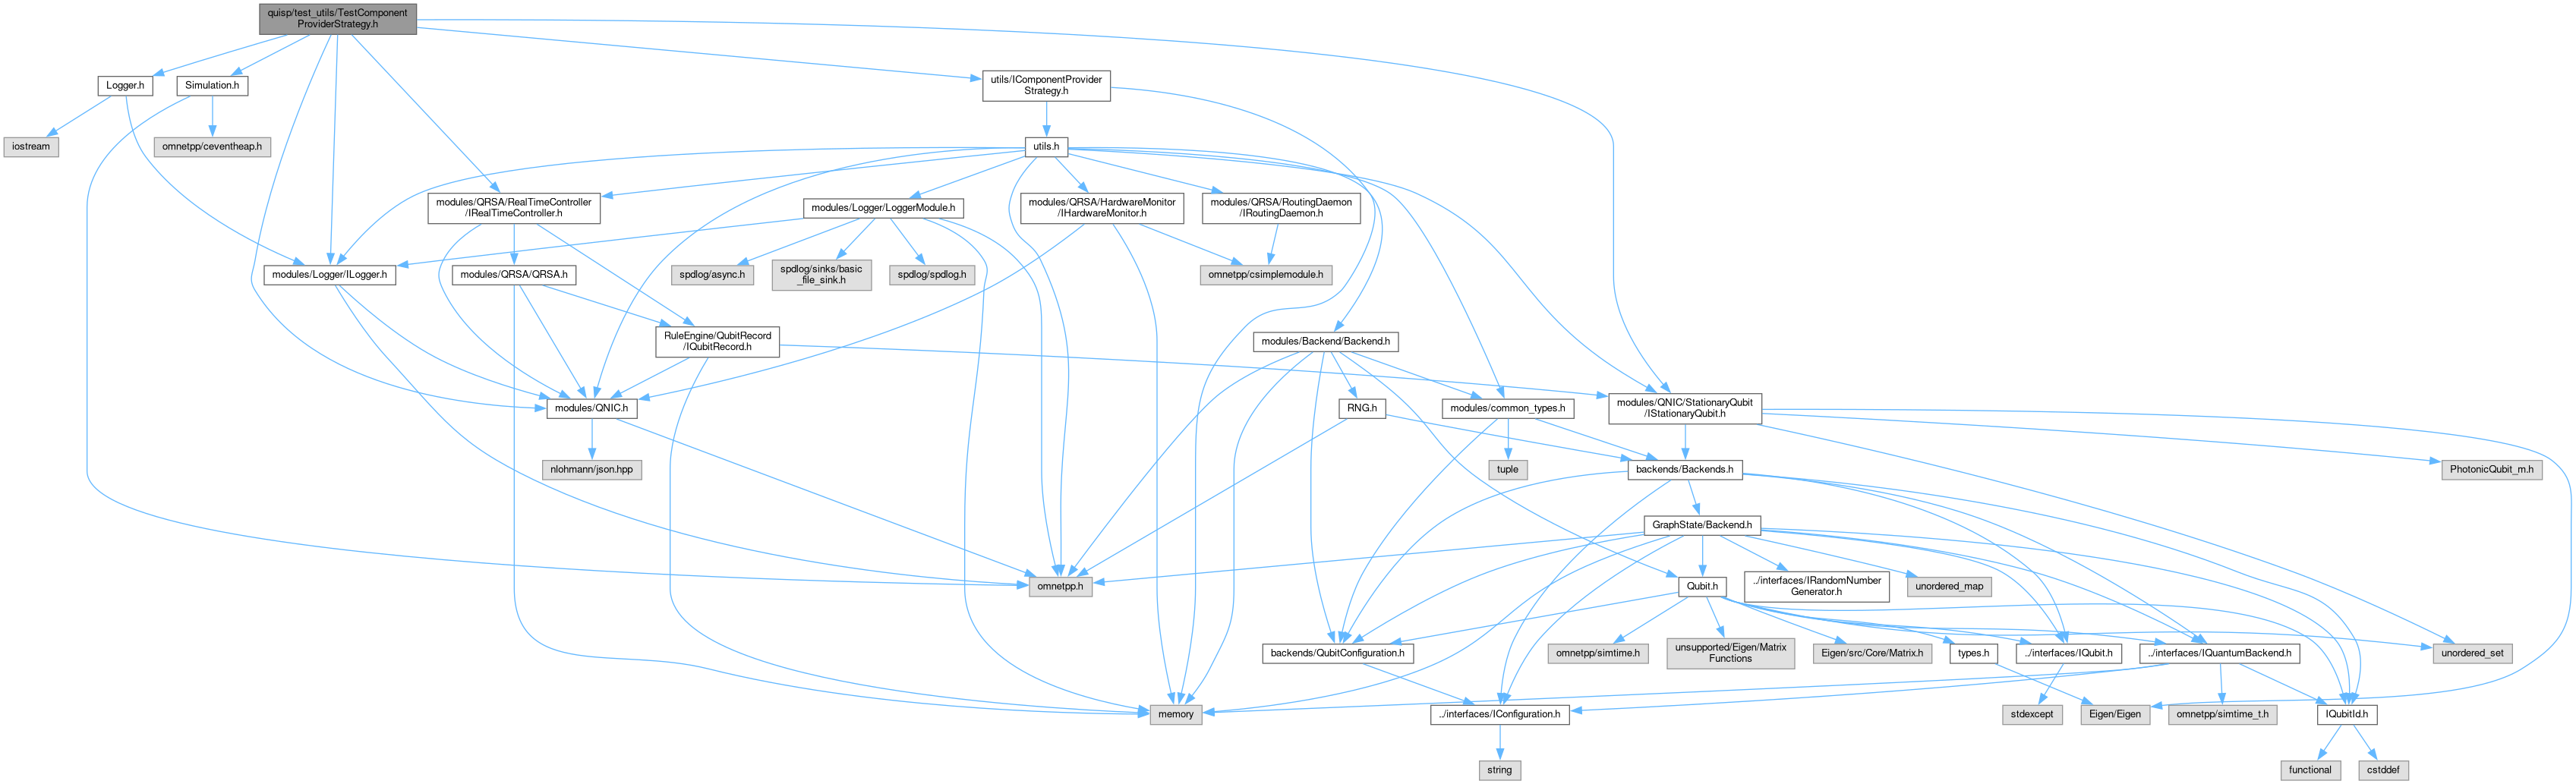 quisp/test_utils/TestComponent
ProviderStrategy.h
Logger.h
Simulation.h
utils/IComponentProvider
Strategy.h
iostream
omnetpp/ceventheap.h
utils.h
modules/QRSA/RealTimeController
/IRealTimeController.h
modules/Logger/LoggerModule.h
modules/QRSA/HardwareMonitor
/IHardwareMonitor.h
modules/QRSA/RoutingDaemon
/IRoutingDaemon.h
modules/Logger/ILogger.h
modules/QRSA/QRSA.h
spdlog/async.h
spdlog/sinks/basic
_file_sink.h
spdlog/spdlog.h
omnetpp/csimplemodule.h
RuleEngine/QubitRecord
/IQubitRecord.h
modules/Backend/Backend.h
modules/QNIC.h
RNG.h
modules/common_types.h
modules/QNIC/StationaryQubit
/IStationaryQubit.h
nlohmann/json.hpp
tuple
backends/Backends.h
PhotonicQubit_m.h
GraphState/Backend.h
omnetpp.h
Qubit.h
../interfaces/IRandomNumber
Generator.h
unordered_map
backends/QubitConfiguration.h
omnetpp/simtime.h
unsupported/Eigen/Matrix
Functions
Eigen/src/Core/Matrix.h
types.h
../interfaces/IQubit.h
../interfaces/IQuantumBackend.h
unordered_set
memory
../interfaces/IConfiguration.h
stdexcept
Eigen/Eigen
omnetpp/simtime_t.h
IQubitId.h
string
functional
cstddef